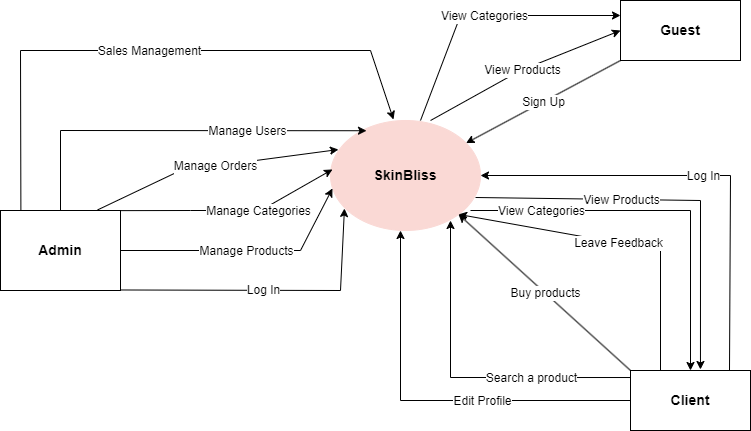 View Categories
Guest
Sales Management
View Products
Sign Up
Manage Users
Manage Orders
SkinBliss
Log In
View Products
Manage Categories
View Categories
Admin
Manage Products
Leave Feedback
Log In
Buy products
Search a product
Edit Profile
Client